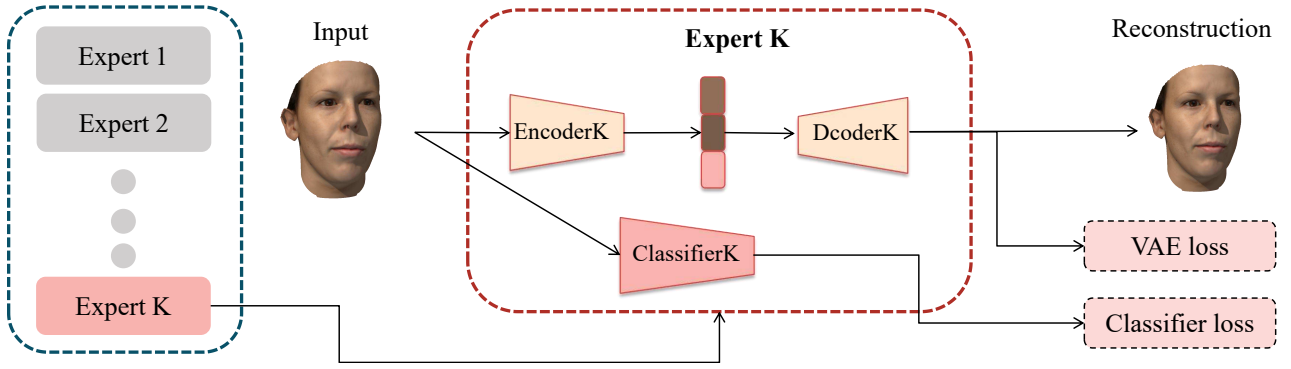 Expert 1
Expert 2
Expert K
Input
Expert K
EncoderK
DcoderK
ClassifierK
Reconstruction
VAE loss
Classifier loss